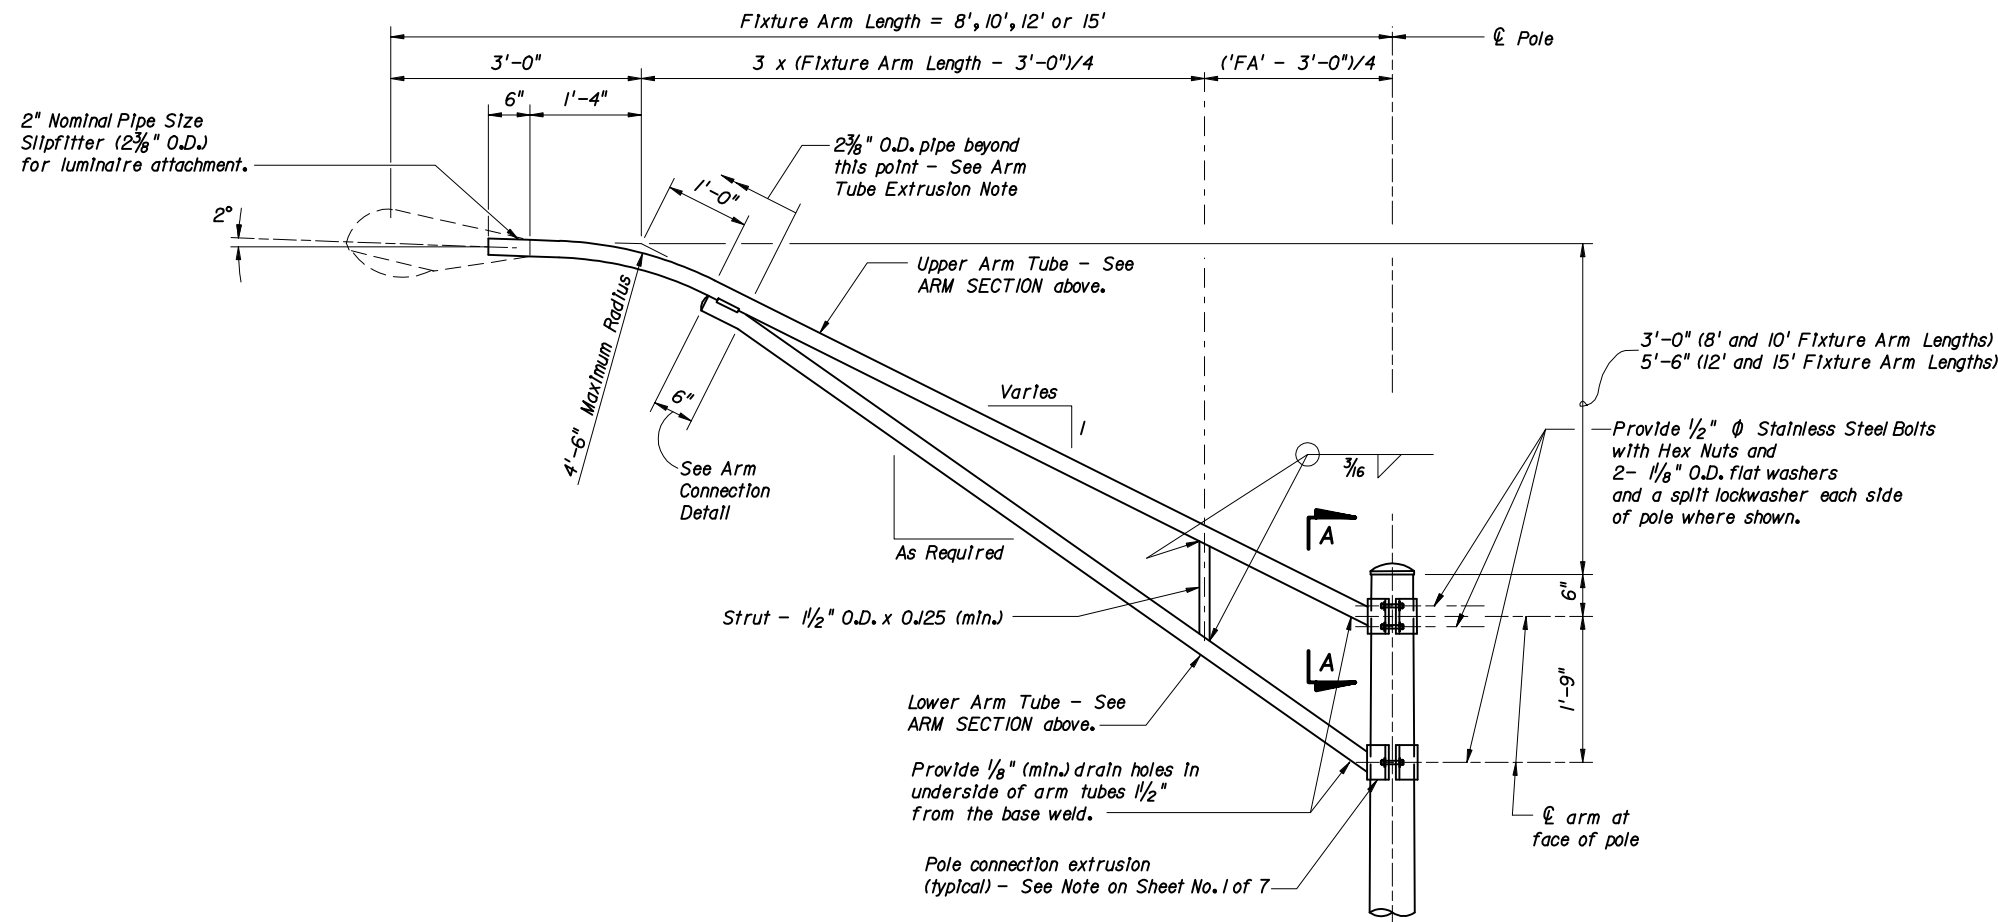 Fixture Arm Length = 8', 10', 12' or 15'
℄ Pole
3'-0"
3 x (Fixture Arm Length - 3'-0")/4
('FA' - 3'-0")/4
6"
1'-4"
2" Nominal Pipe Size
Slipfitter (2⅜" O.D.)
for luminaire attachment.
2⅜" O.D. pipe beyond
this point - See Arm
Tube Extrusion Note
1'-0"
2°
Upper Arm Tube - See
ARM SECTION above.
4'-6" Maximum Radius
3'-0" (8' and 10' Fixture Arm Lengths)
5'-6" (12' and 15' Fixture Arm Lengths)
6"
Varies
1
Provide ½" ϕ Stainless Steel Bolts
with Hex Nuts and
2- 1⅛" O.D. flat washers
and a split lockwasher each side
of pole where shown.
See Arm
Connection
Detail
3/16
A
As Required
6"
Strut - 1½" O.D. x 0.125 (min.)
A
1'-9"
Lower Arm Tube - See
ARM SECTION above.
Provide ⅛" (min.) drain holes in
underside of arm tubes 1½"
from the base weld.
℄ arm at
face of pole
Pole connection extrusion
(typical) - See Note on Sheet No. 1 of 7